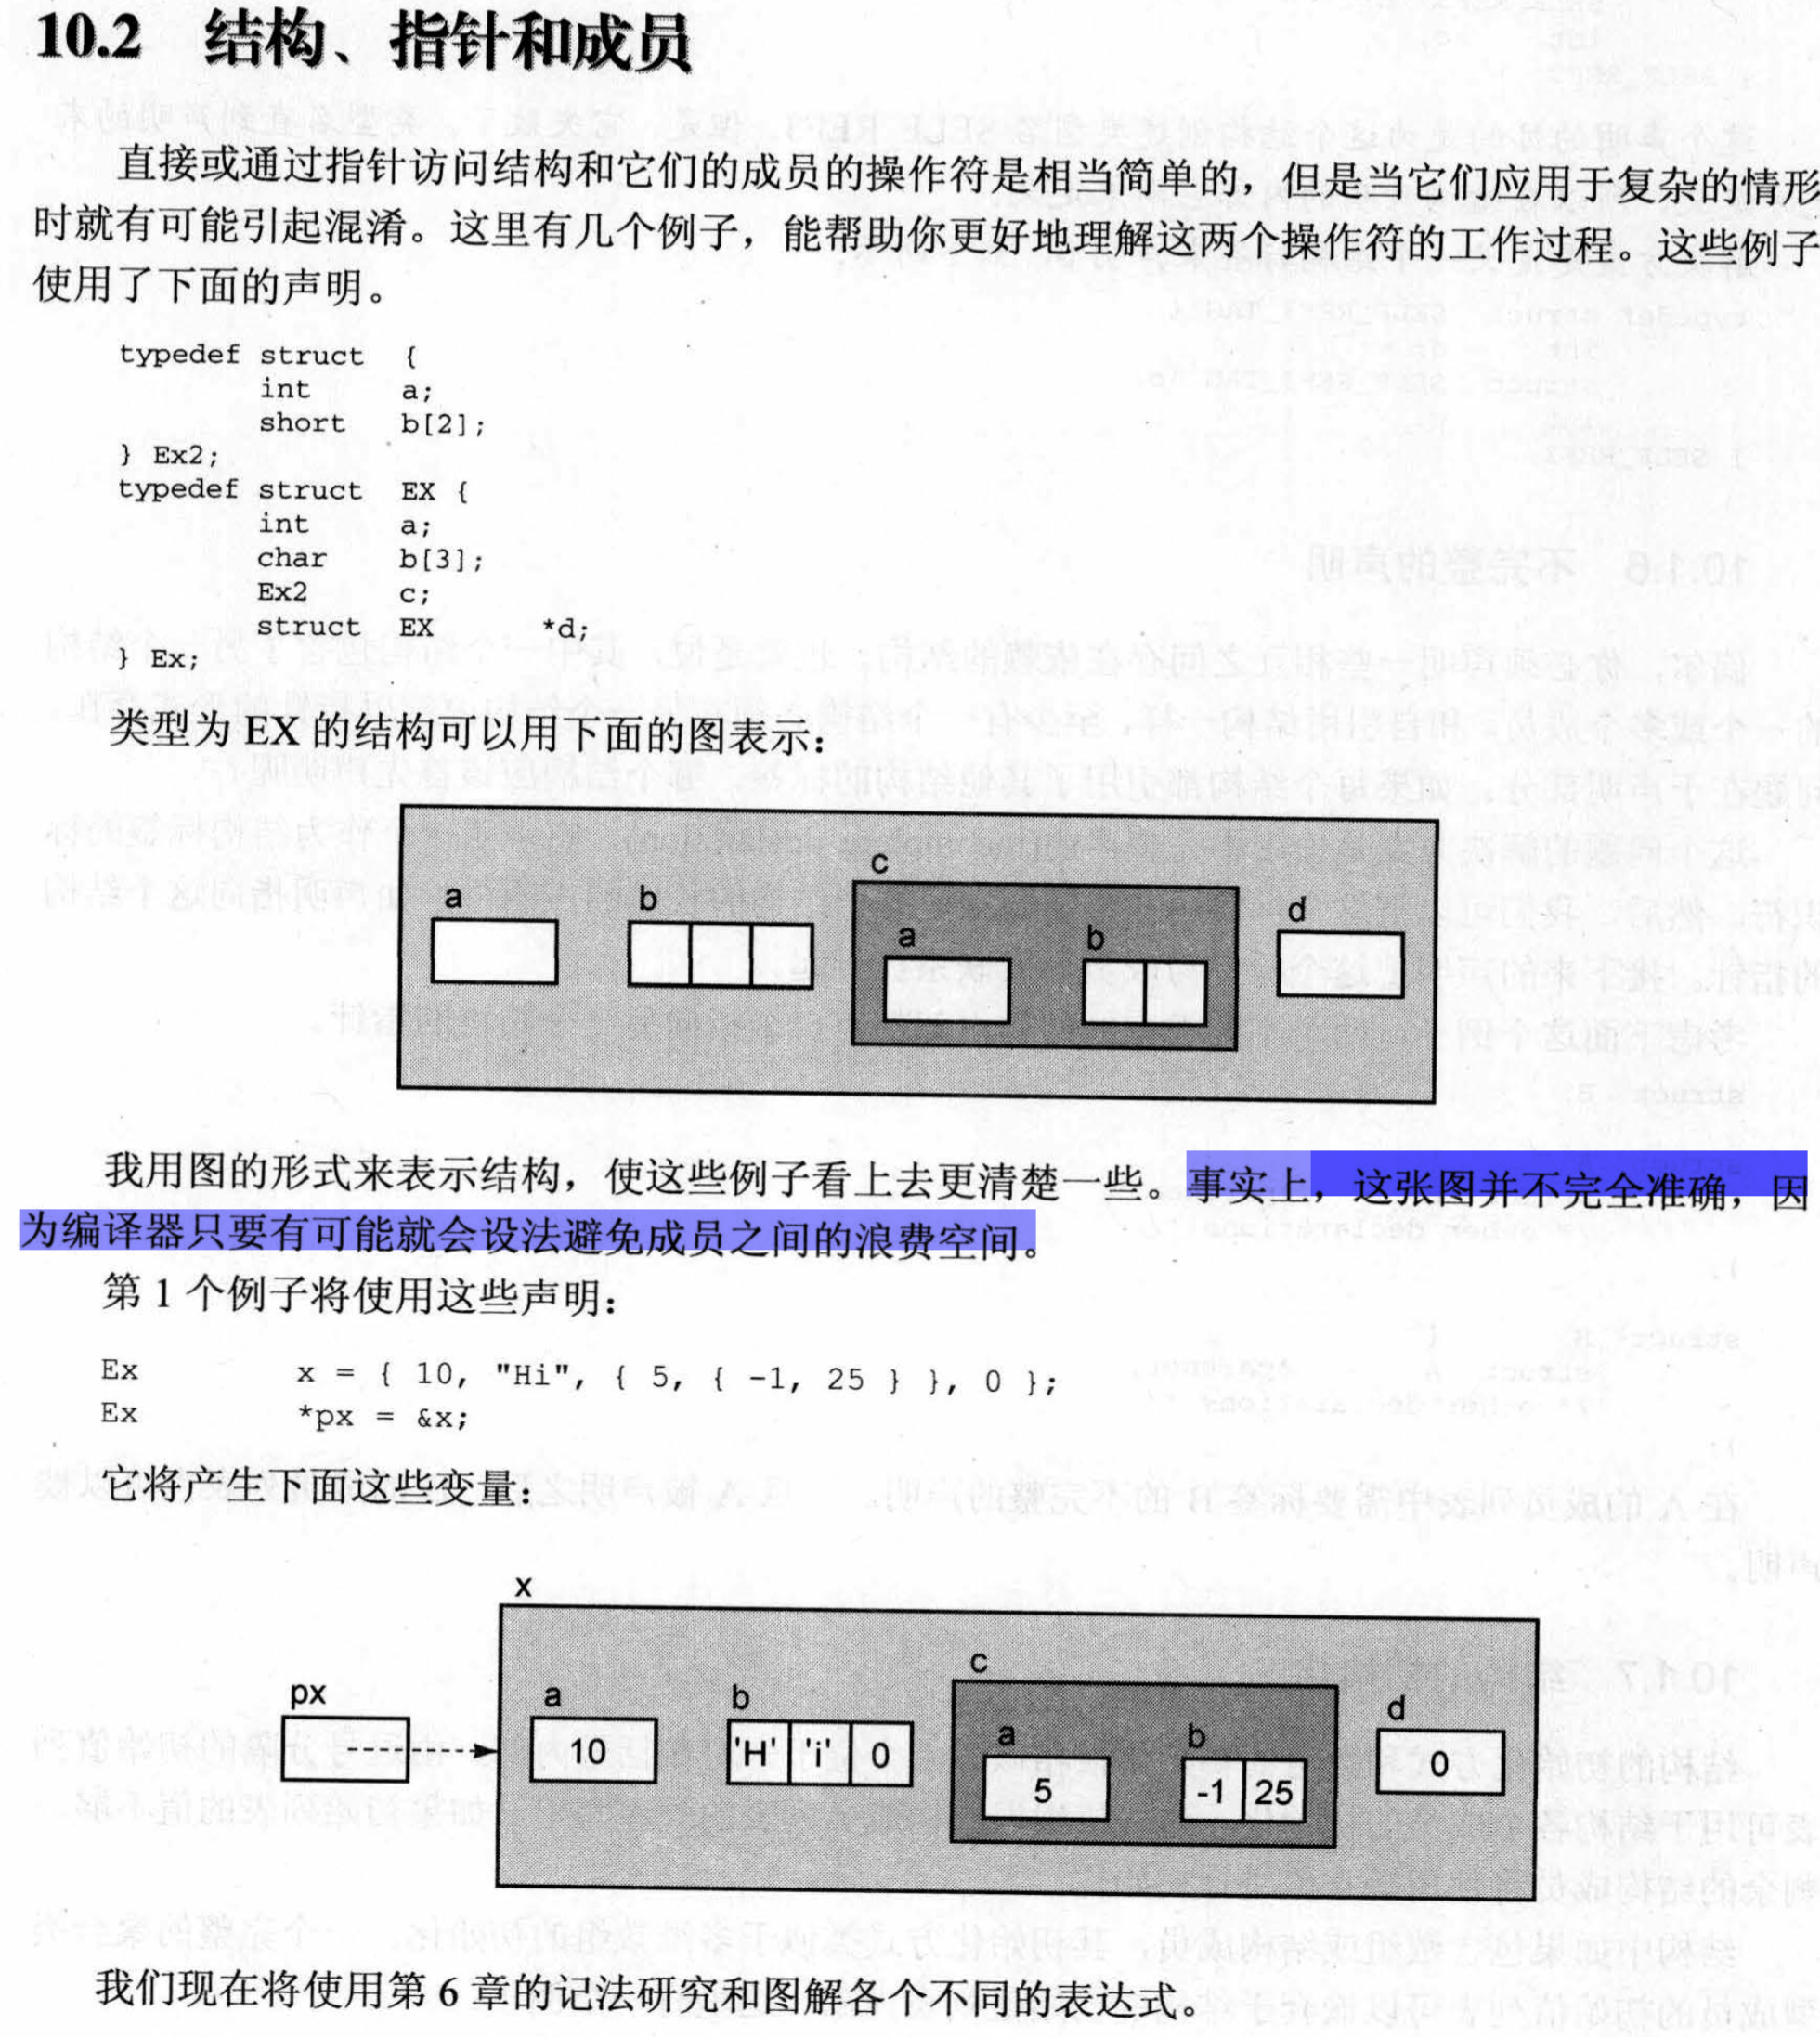 10.2 结构、指针和成员
直接或通过指针访问结构和它们的成员的操作符是相当简单的，但是当它们应用于复杂的情形
时就有可能引起混淆。这里有几个例子，能帮助你更好地理解这两个操作符的工作过程。这些例子
使用了下面的声明。
typedef struct {
int a;
short b[2];
} Ex2;
typedef struct EX {
int a;
char b[3];
Ex2 c;
struct EX *d;
} Ex;
类型为 EX 的结构可以用下面的图表示：
a b c a b d
我用图的形式来表示结构，使这些例子看上去更清楚一些。事实上，这张图并不完全准确，因
为编译器只要有可能就会设法避免成员之间的浪费空间。
第 1 个例子将使用这些声明：
Ex x = { 10, "Hi", { 5, { -1, 25 } }, 0 };
Ex *px = &x;
它将产生下面这些变量：
x
px a b c a b d
10 'H' 'i' 0 5 -1 25 0
我们现在将使用第 6 章的记法研究和图解各个不同的表达式。